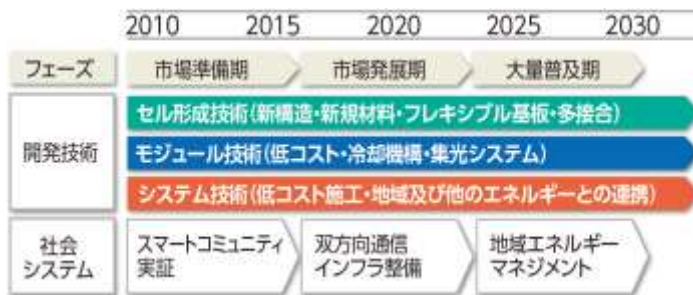 2010 2015 2020 2025 2030
フェーズ 市場準備期 市場発展期 大量普及期
開発技術
セル形成技術(新構造・新規材料・フレキシブル基板・多接合)
モジュール技術(低コスト・冷却機構・集光システム)
システム技術(低コスト施工・地域及び他のエネルギーとの連携)
社会
システム
スマートコミュニティ
実証
双方向通信
インフラ整備
地域エネルギー
マネジメント